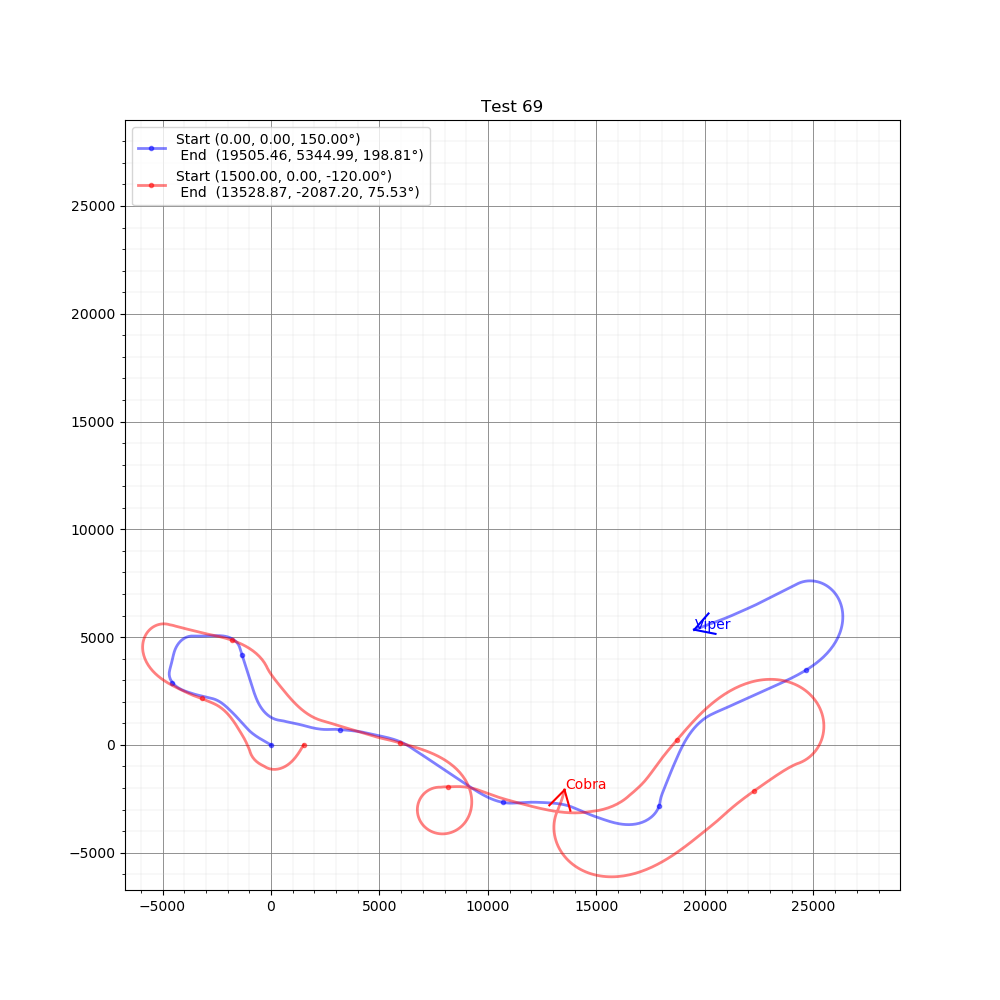 Test 69
Start (0.00, 0.00, 150.00°)
End  (19505.46, 5344.99, 198.81°)
Start (1500.00, 0.00, -120.00°)
End  (13528.87, -2087.20, 75.53°)
25000
20000
15000
10000
5000
0
−5000
Viper
Cobra
−5000 0 5000 10000 15000 20000 25000